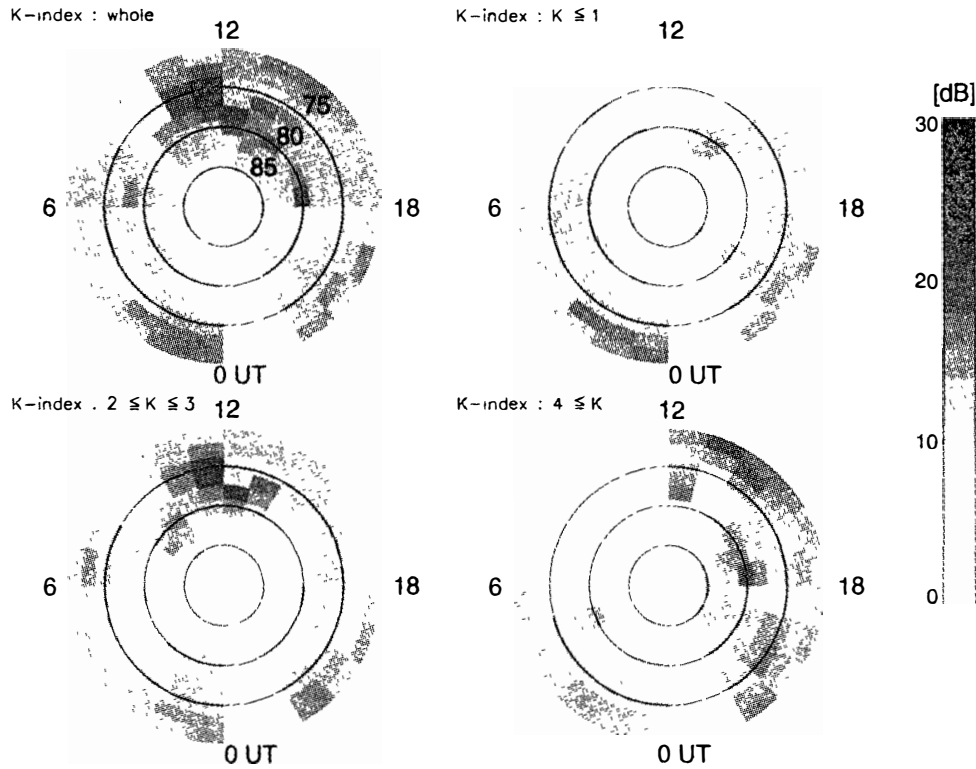 K-index : whole
12
75
80
85
6
18
0 UT
K-index : K ≦ 1
12
6
18
0 UT
[dB]
30
20
10
0
K-index . 2 ≦ K ≦ 3
12
6
18
0 UT
K-index : 4 ≦ K
12
6
18
0 UT